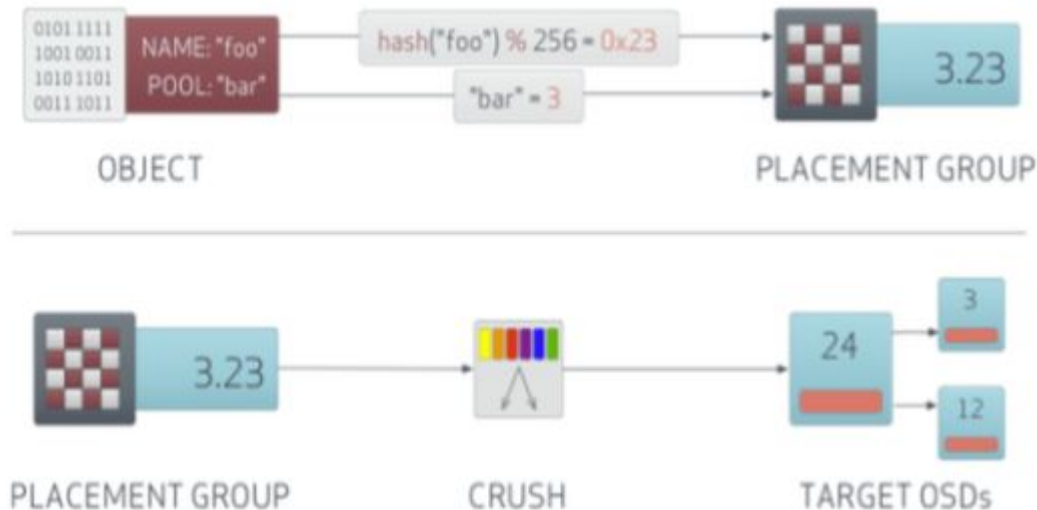 0101 1111
1001 0011
1010 1101
0011 1011
NAME: "foo"
POOL: "bar"
hash("foo") % 256 = 0x23
"bar" = 3
3.23
OBJECT
PLACEMENT GROUP
3.23
24
3
12
PLACEMENT GROUP
CRUSH
TARGET OSDs